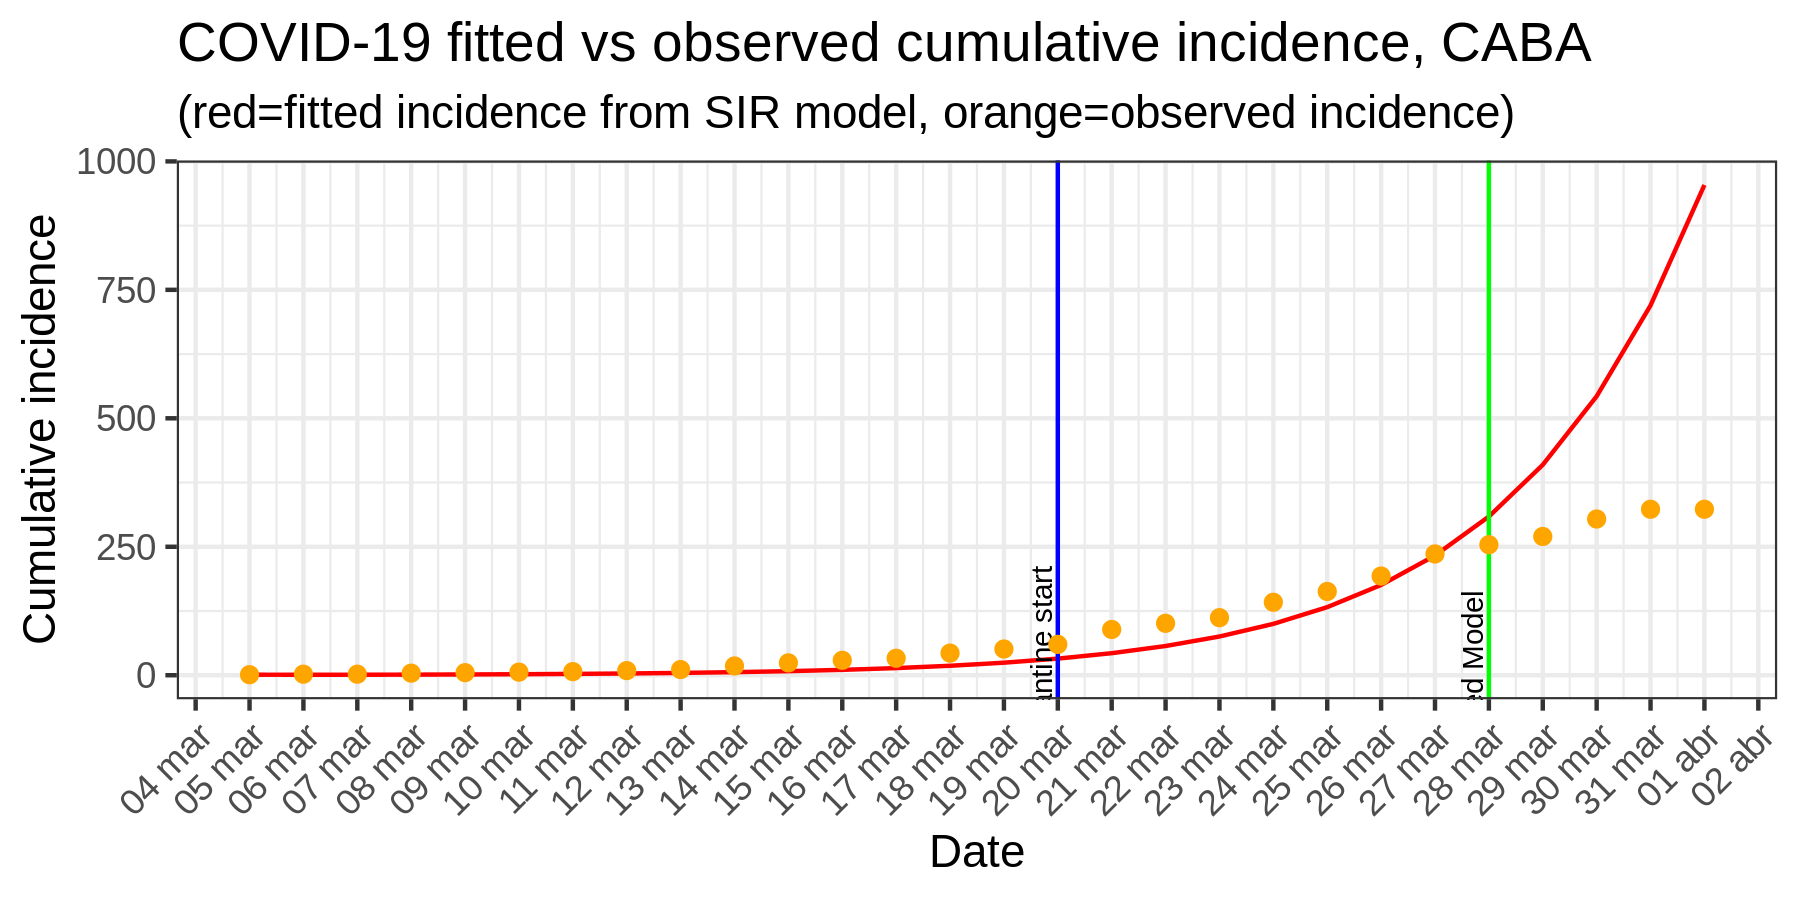 COVID-19 fitted vs observed cumulative incidence, CABA
(red=fitted incidence from SIR model, orange=observed incidence)
Cumulative incidence
1000
750
500
250
0
start
Model
04 mar
05 mar
06 mar
07 mar
08 mar
09 mar
10 mar
11 mar
12 mar
13 mar
14 mar
15 mar
16 mar
17 mar
18 mar
19 mar
20 mar
21 mar
22 mar
23 mar
24 mar
25 mar
26 mar
27 mar
28 mar
29 mar
30 mar
31 mar
01 abr
02 abr
Date